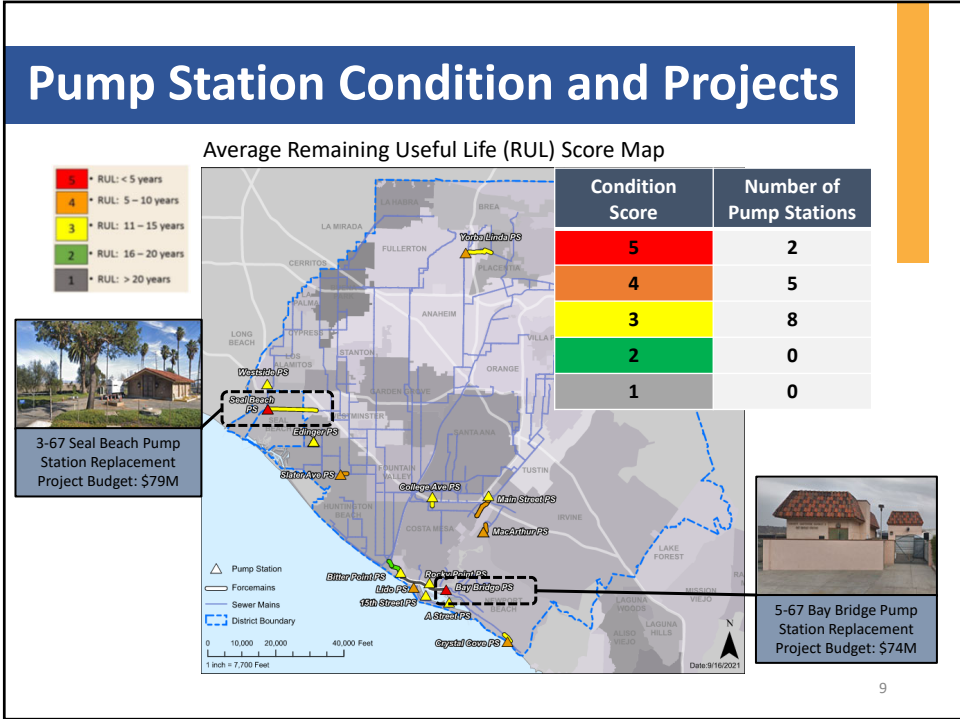 Pump Station Condition and Projects
Average Remaining Useful Life (RUL) Score Map
5 • RUL: < 5 years
4 • RUL: 5 – 10 years
3 • RUL: 11 – 15 years
2 • RUL: 16 – 20 years
1 • RUL: > 20 years
Condition Score
Number of Pump Stations
5 2
4 5
3 8
2 0
1 0
LA HABRA
BREA
LA MIRADA
FULLERTON
Yorba Linda PS
CERRITOS
PLACENTIA
LA PALMA
ANAHEIM
LONG
BEACH
CYPRESS
VILLA P
LOS
ALAMITOS
STANTON
ORANGE
Westside PS
GARDEN GROVE
Seal Beach
PS
SEAL
BEACH
WESTMINSTER
Edinger PS
SANTA ANA
TUSTIN
Slater Ave PS
FOUNTAIN
VALLEY
College Ave PS
Main Street PS
HUNTINGTON
BEACH
IRVINE
COSTA MESA
MacArthur PS
LAKE
FOREST
Bitter Point PS
Rocky Point PS
Lido PS
Bay Bridge PS
15th Street PS
NEWPORT
BEACH
A Street PS
MISSION
VIEJO
RA
LAGUNA
WOODS
LAGUNA
HILLS
ALISO
VIEJO
Crystal Cove PS
3-67 Seal Beach Pump
Station Replacement
Project Budget: $79M
5-67 Bay Bridge Pump
Station Replacement
Project Budget: $74M
Pump Station
Forcemains
Sewer Mains
District Boundary
0 10,000 20,000 40,000 Feet
1 inch = 7,700 Feet
N
Date:9/16/2021
9